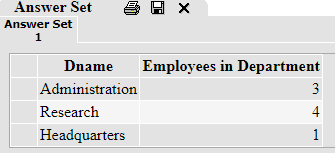 Answer Set
Answer Set
1
Dname Employees in Department
Administration 3
Research 4
Headquarters 1